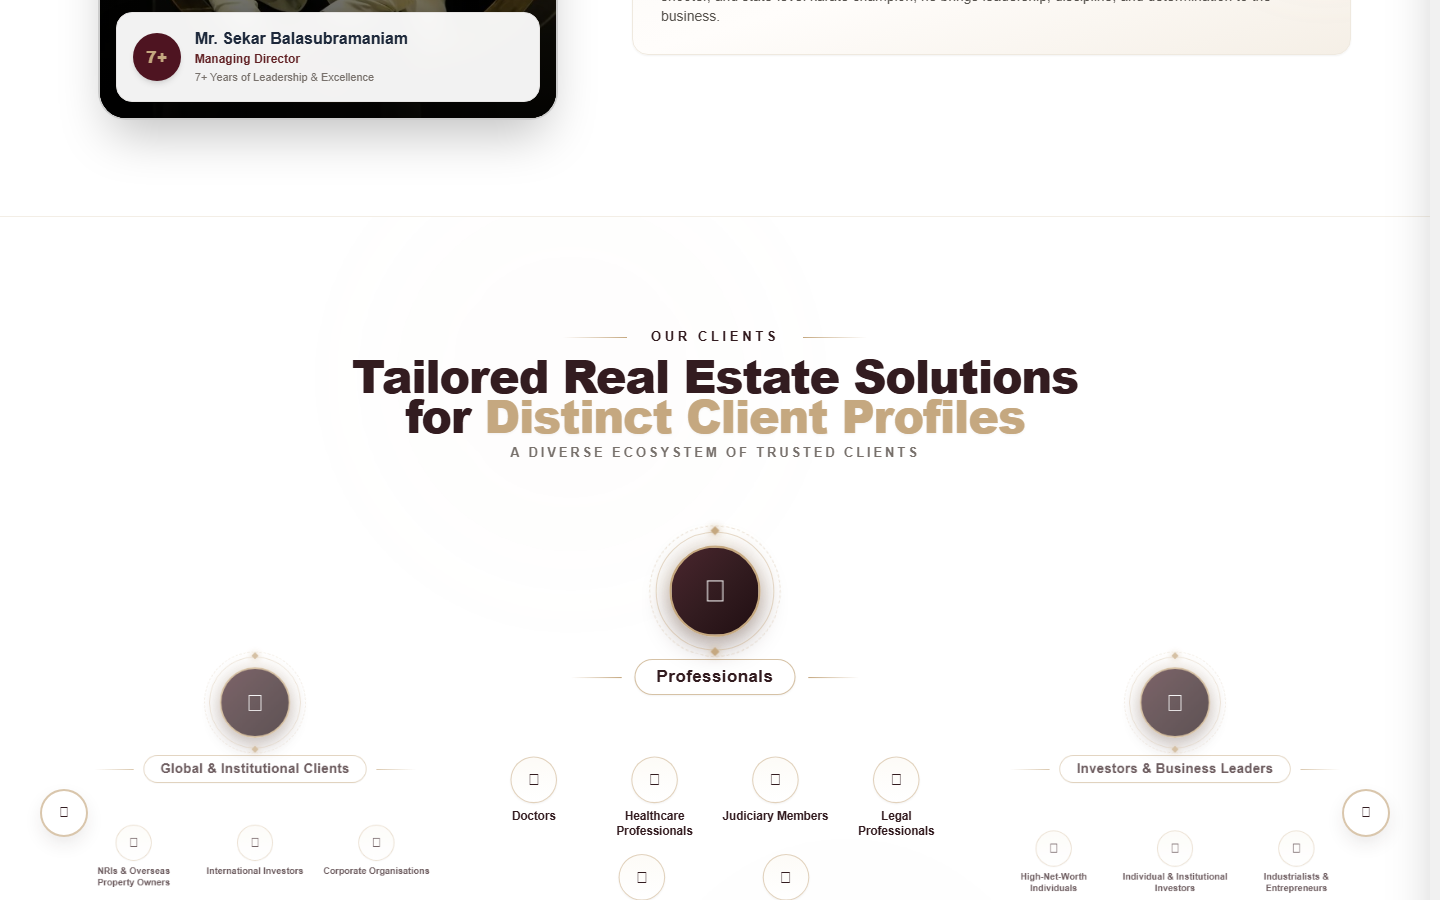 business.
7+
Mr. Sekar Balasubramaniam
Managing Director
7+ Years of Leadership & Excellence
OUR CLIENTS
Tailored Real Estate Solutions
for Distinct Client Profiles
A DIVERSE ECOSYSTEM OF TRUSTED CLIENTS
Professionals
Global & Institutional Clients
Investors & Business Leaders
Doctors
Healthcare
Professionals
Judiciary Members
Legal
Professionals
NRIs & Overseas
Property Owners
International Investors
Corporate Organisations
High-Net-Worth
Individuals
Individual & Institutional
Investors
Industrialists &
Entrepreneurs